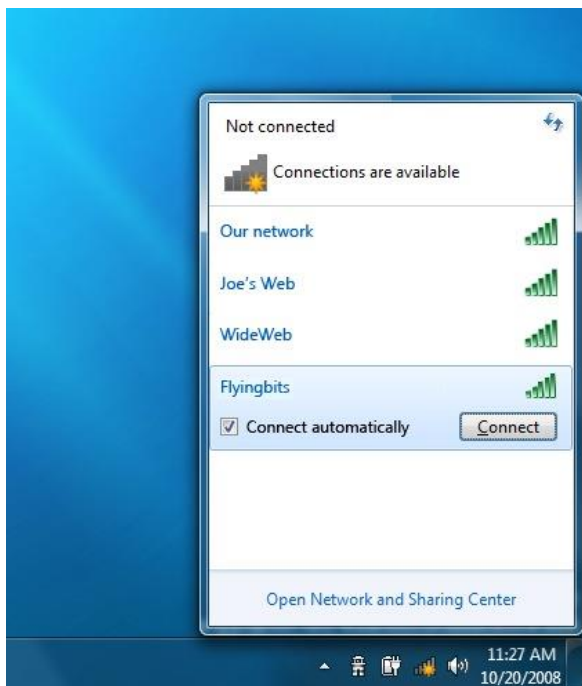 Not connected
Connections are available
Our network
Joe's Web
WideWeb
Flyingbits
Connect automatically
Connect
Open Network and Sharing Center
11:27 AM
10/20/2008